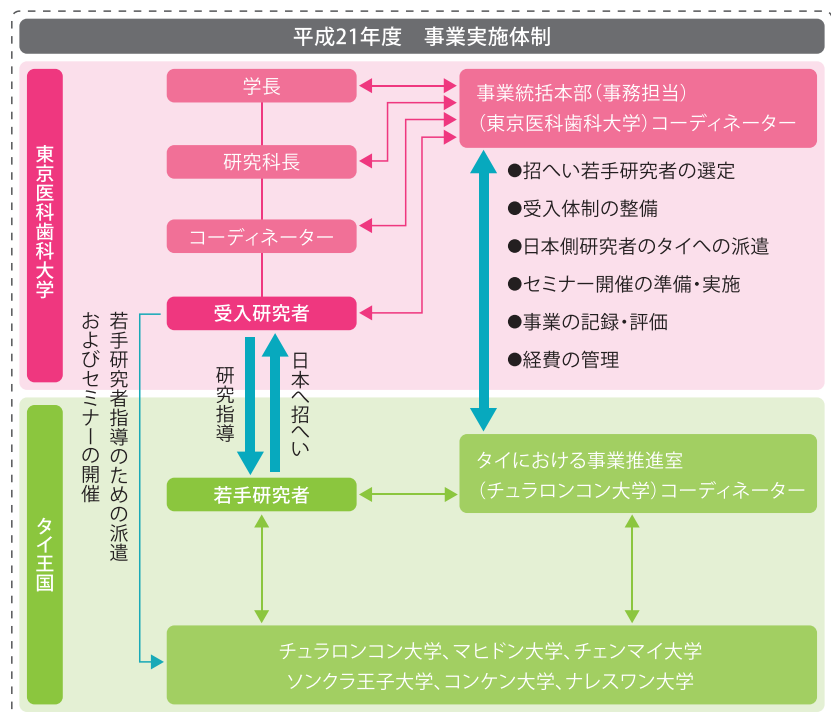 平成21年度　事業実施体制
東京医科歯科大学
学長
研究科長
コーディネーター
受入研究者
事業統括本部（事務担当）
（東京医科歯科大学）コーディネーター
●招へい若手研究者の選定
●受入体制の整備
●日本側研究者のタイへの派遣
●セミナー開催の準備・実施
●事業の記録・評価
●経費の管理
若手研究者指導のための派遣
およびセミナーの開催
研究指導
日本へ招へい
タイ王国
若手研究者
タイにおける事業推進室
（チュラロンコン大学）コーディネーター
チュラロンコン大学、マヒドン大学、チェンマイ大学
ソンクラ王子大学、コンケン大学、ナレスワン大学